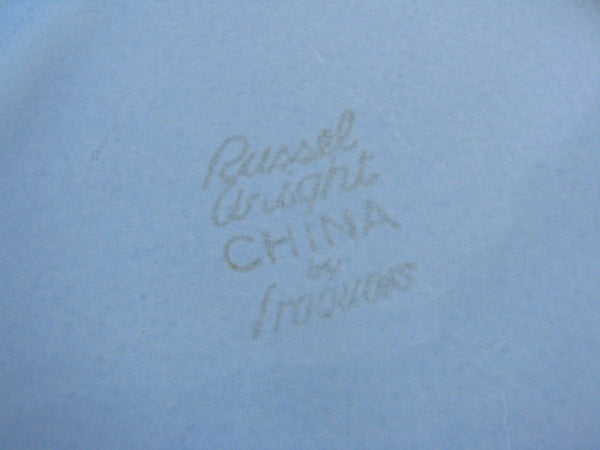 Russel
Wright
CHINA
by
Iroquois